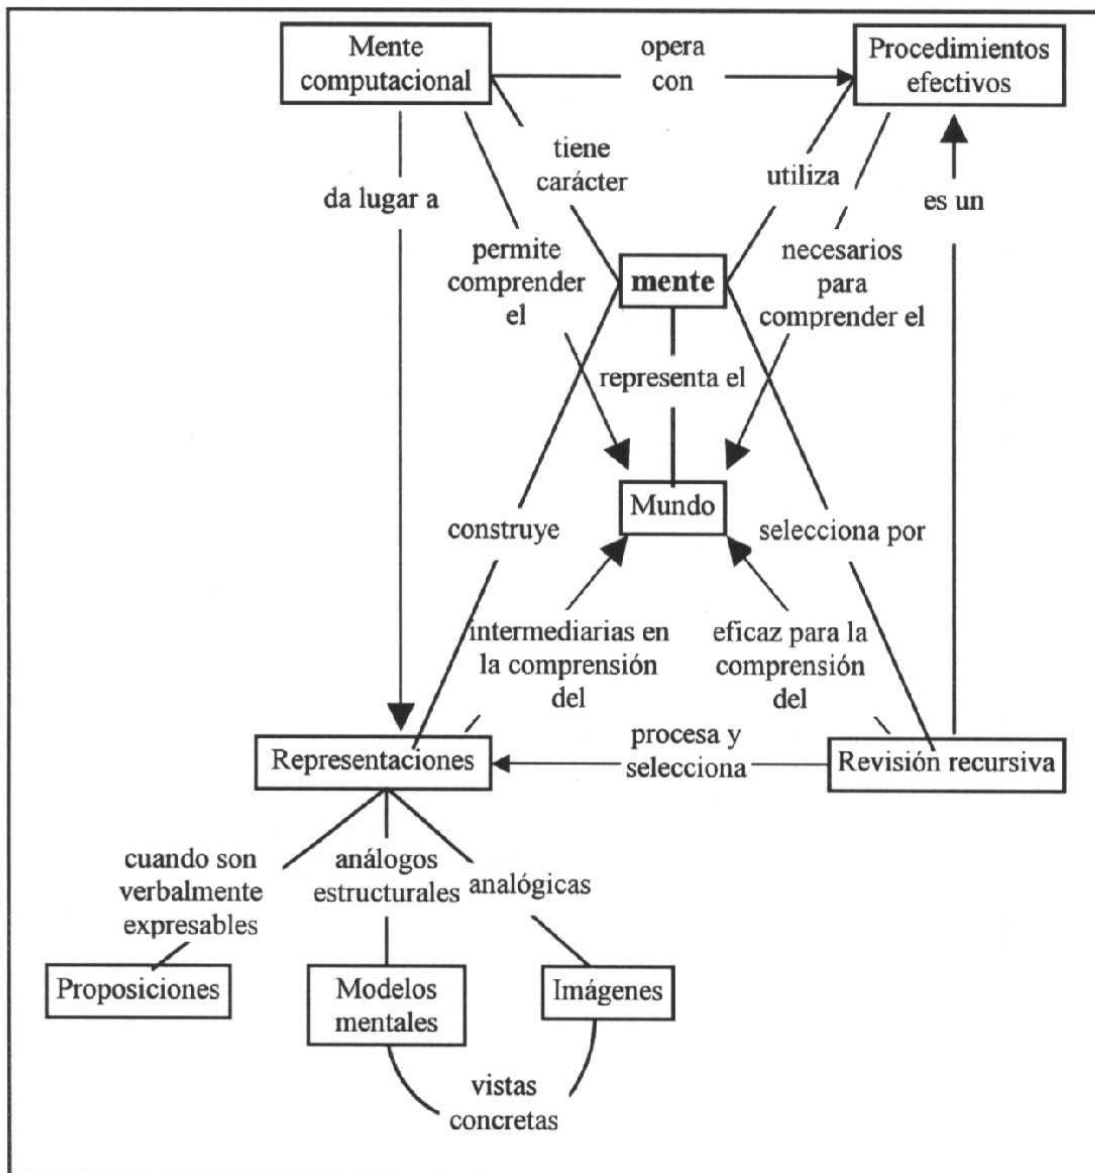 Mente
computacional
opera
con
Procedimientos
efectivos
tiene
carácter
utiliza
da lugar a
es un
permite
comprender
el
mente
necesarios
para
comprender el
representa el
Mundo
construye
selecciona por
intermediarias en
la comprensión
del
eficaz para la
comprensión
del
Representaciones
procesa y
selecciona
Revisión recursiva
cuando son
verbalmente
expresables
análogos
estructurales
analógicas
Proposiciones
Modelos
mentales
Imágenes
vistas
concretas